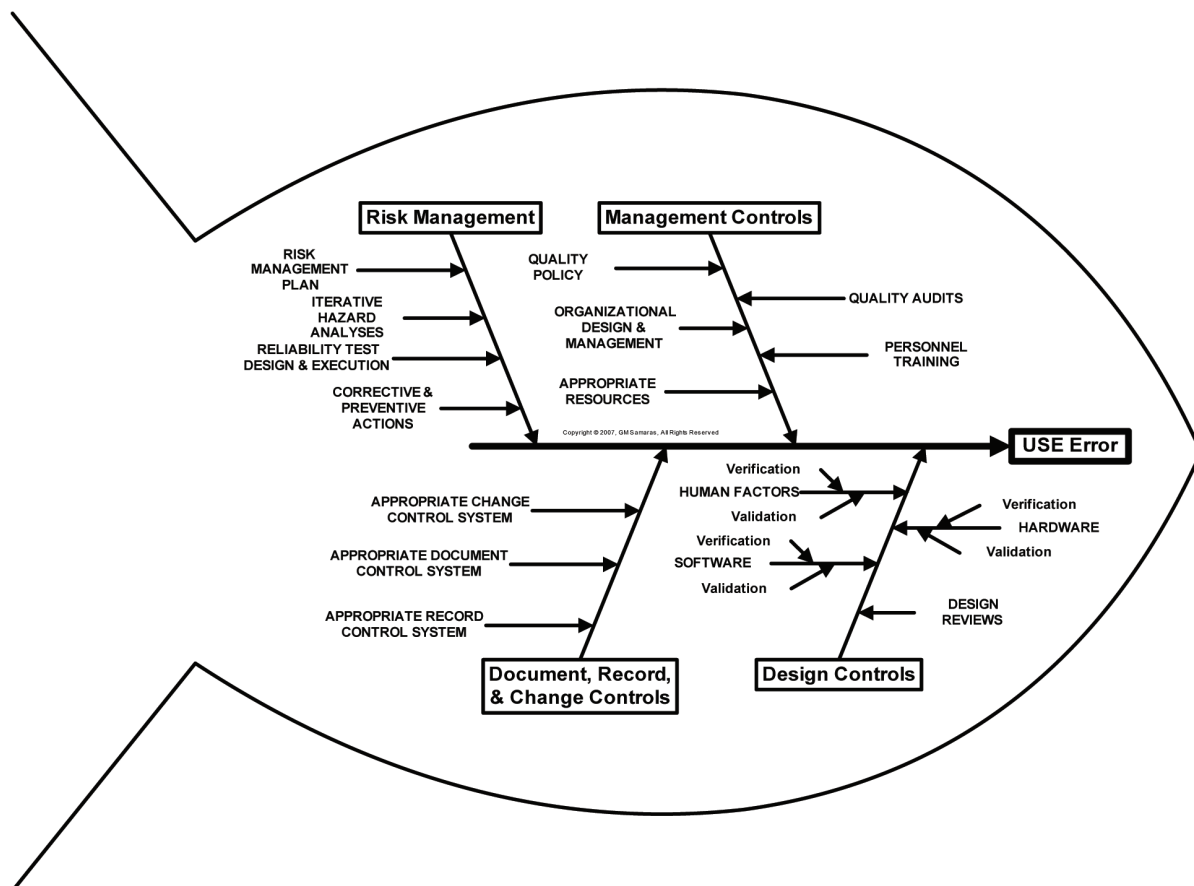 Risk Management
Management Controls
RISK
MANAGEMENT
PLAN
ITERATIVE
HAZARD
ANALYSES
RELIABILITY TEST
DESIGN & EXECUTION
CORRECTIVE &
PREVENTIVE
ACTIONS
QUALITY
POLICY
QUALITY AUDITS
ORGANIZATIONAL
DESIGN &
MANAGEMENT
PERSONNEL
TRAINING
APPROPRIATE
RESOURCES
Copyright © 2007, GM Samaras, All Rights Reserved
USE Error
APPROPRIATE CHANGE
CONTROL SYSTEM
APPROPRIATE DOCUMENT
CONTROL SYSTEM
APPROPRIATE RECORD
CONTROL SYSTEM
Verification
HUMAN FACTORS
Validation
Verification
HARDWARE
Validation
Verification
SOFTWARE
Validation
DESIGN
REVIEWS
Document, Record,
& Change Controls
Design Controls